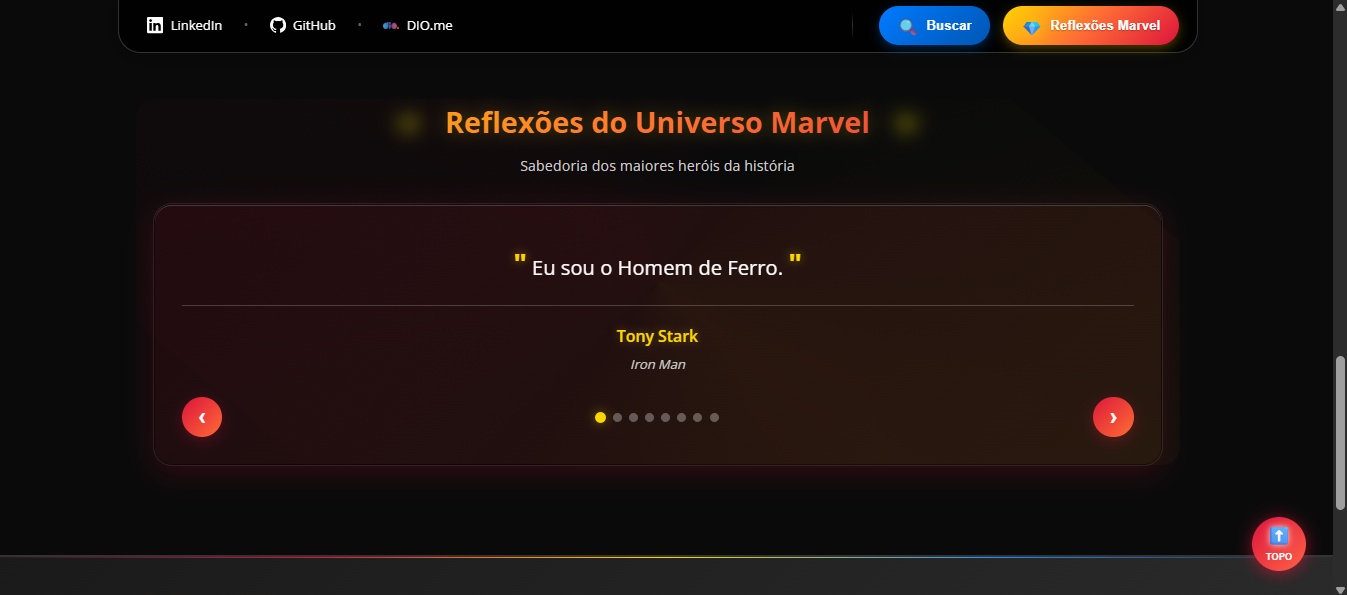 LinkedIn • GitHub • DIO.me Buscar Reflexões Marvel
Reflexões do Universo Marvel
Sabedoria dos maiores heróis da história
" Eu sou o Homem de Ferro. "
Tony Stark
Iron Man
‹ ›
TOPO